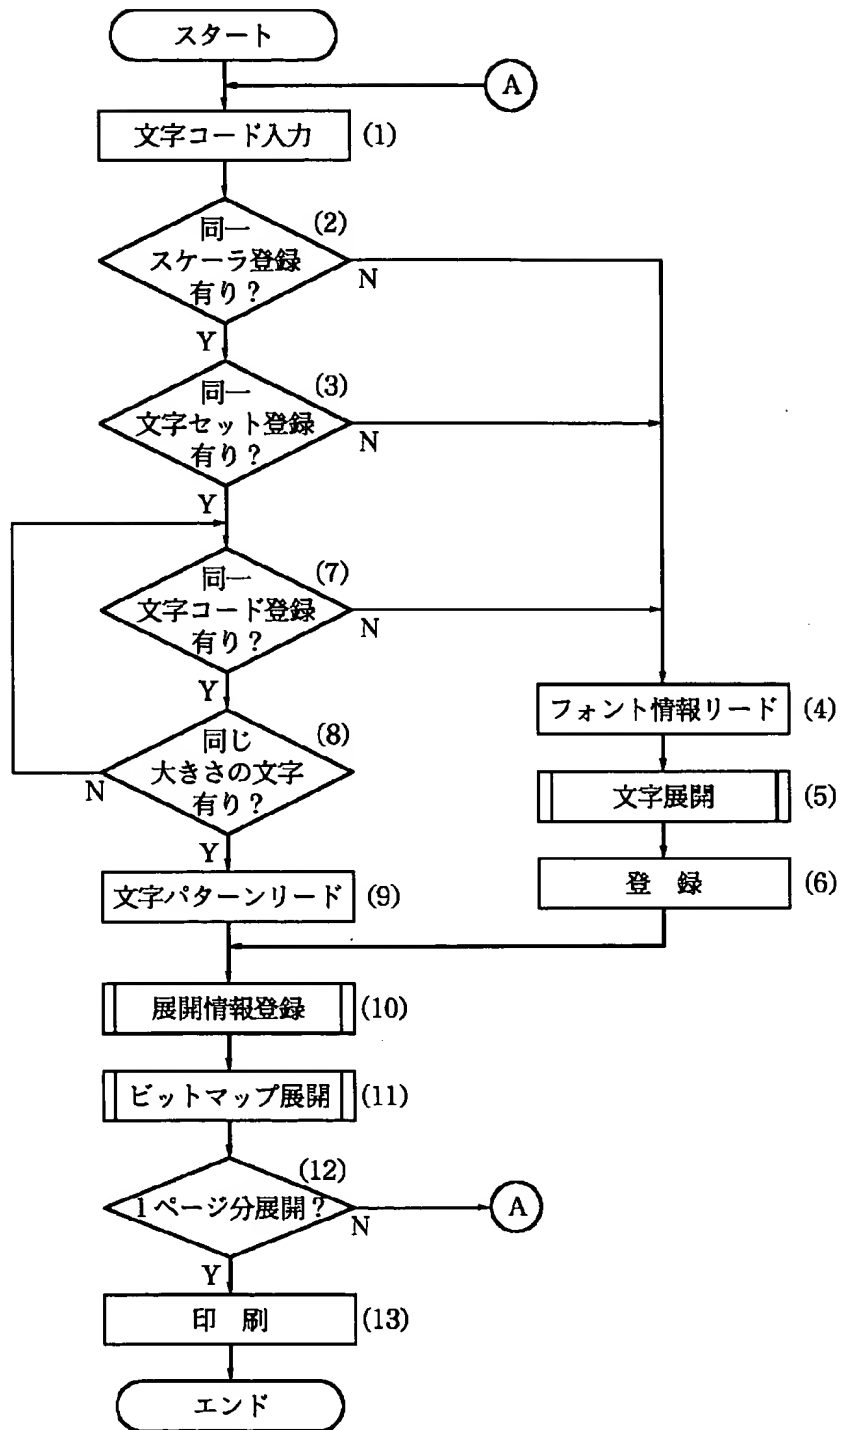 スタート
A
文字コード入力 (1)
(2)
同一
スケーラ登録
有り?
N
Y
(3)
同一
文字セット登録
有り?
N
Y
(7)
同一
文字コード登録
有り?
N
Y
フォント情報リード (4)
(8)
同じ
大きさの文字
有り?
N
Y
文字展開 (5)
文字パターンリード (9)
登 録 (6)
展開情報登録 (10)
ビットマップ展開 (11)
(12)
1ページ分展開?
N
A
Y
印 刷 (13)
エンド